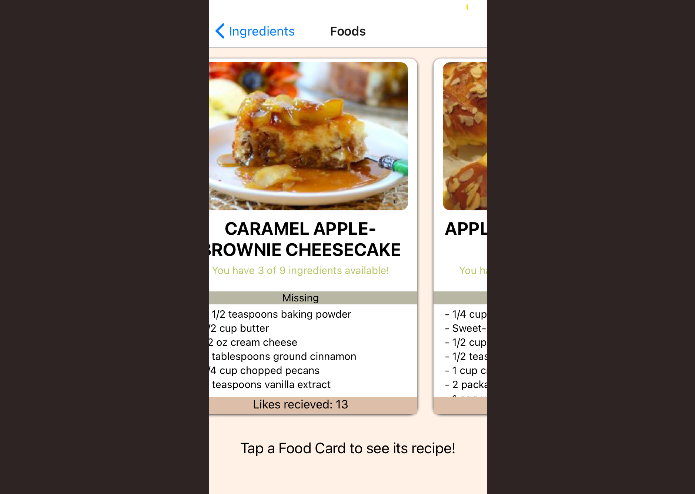 Ingredients
Foods
CARAMEL APPLE-
BROWNIE CHEESECAKE
You have 3 of 9 ingredients available!
Missing
1/2 teaspoons baking powder
/2 cup butter
2 oz cream cheese
tablespoons ground cinnamon
/4 cup chopped pecans
teaspoons vanilla extract
Likes recieved: 13
APPL
You ha
- 1/4 cup
- Sweet-
- 1/2 cup
- 1/2 teas
- 1 cup c
- 2 packa
Tap a Food Card to see its recipe!